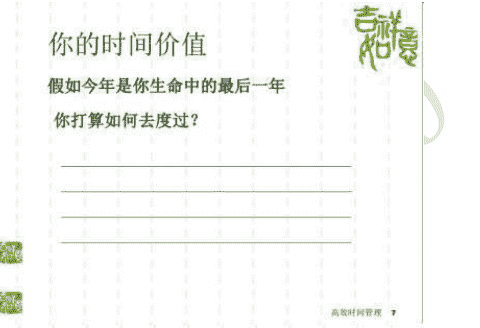 吉祥如意
你的时间价值
假如今年是你生命中的最后一年
你打算如何去度过？
高效时间管理 7